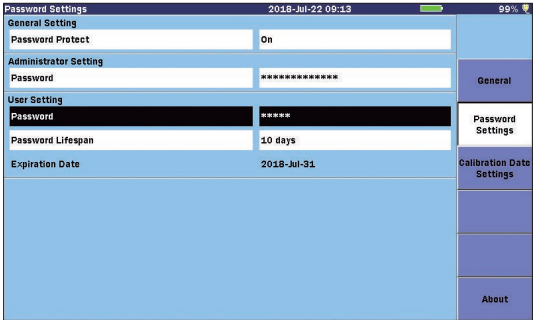 Password Settings 2018-Jul-22 09:13 99%
General Setting
Password Protect On
Administrator Setting
Password *************
User Setting
Password *****
Password Lifespan 10 days
Expiration Date 2018-Jul-31
General
Password
Settings
Calibration Date
Settings
About